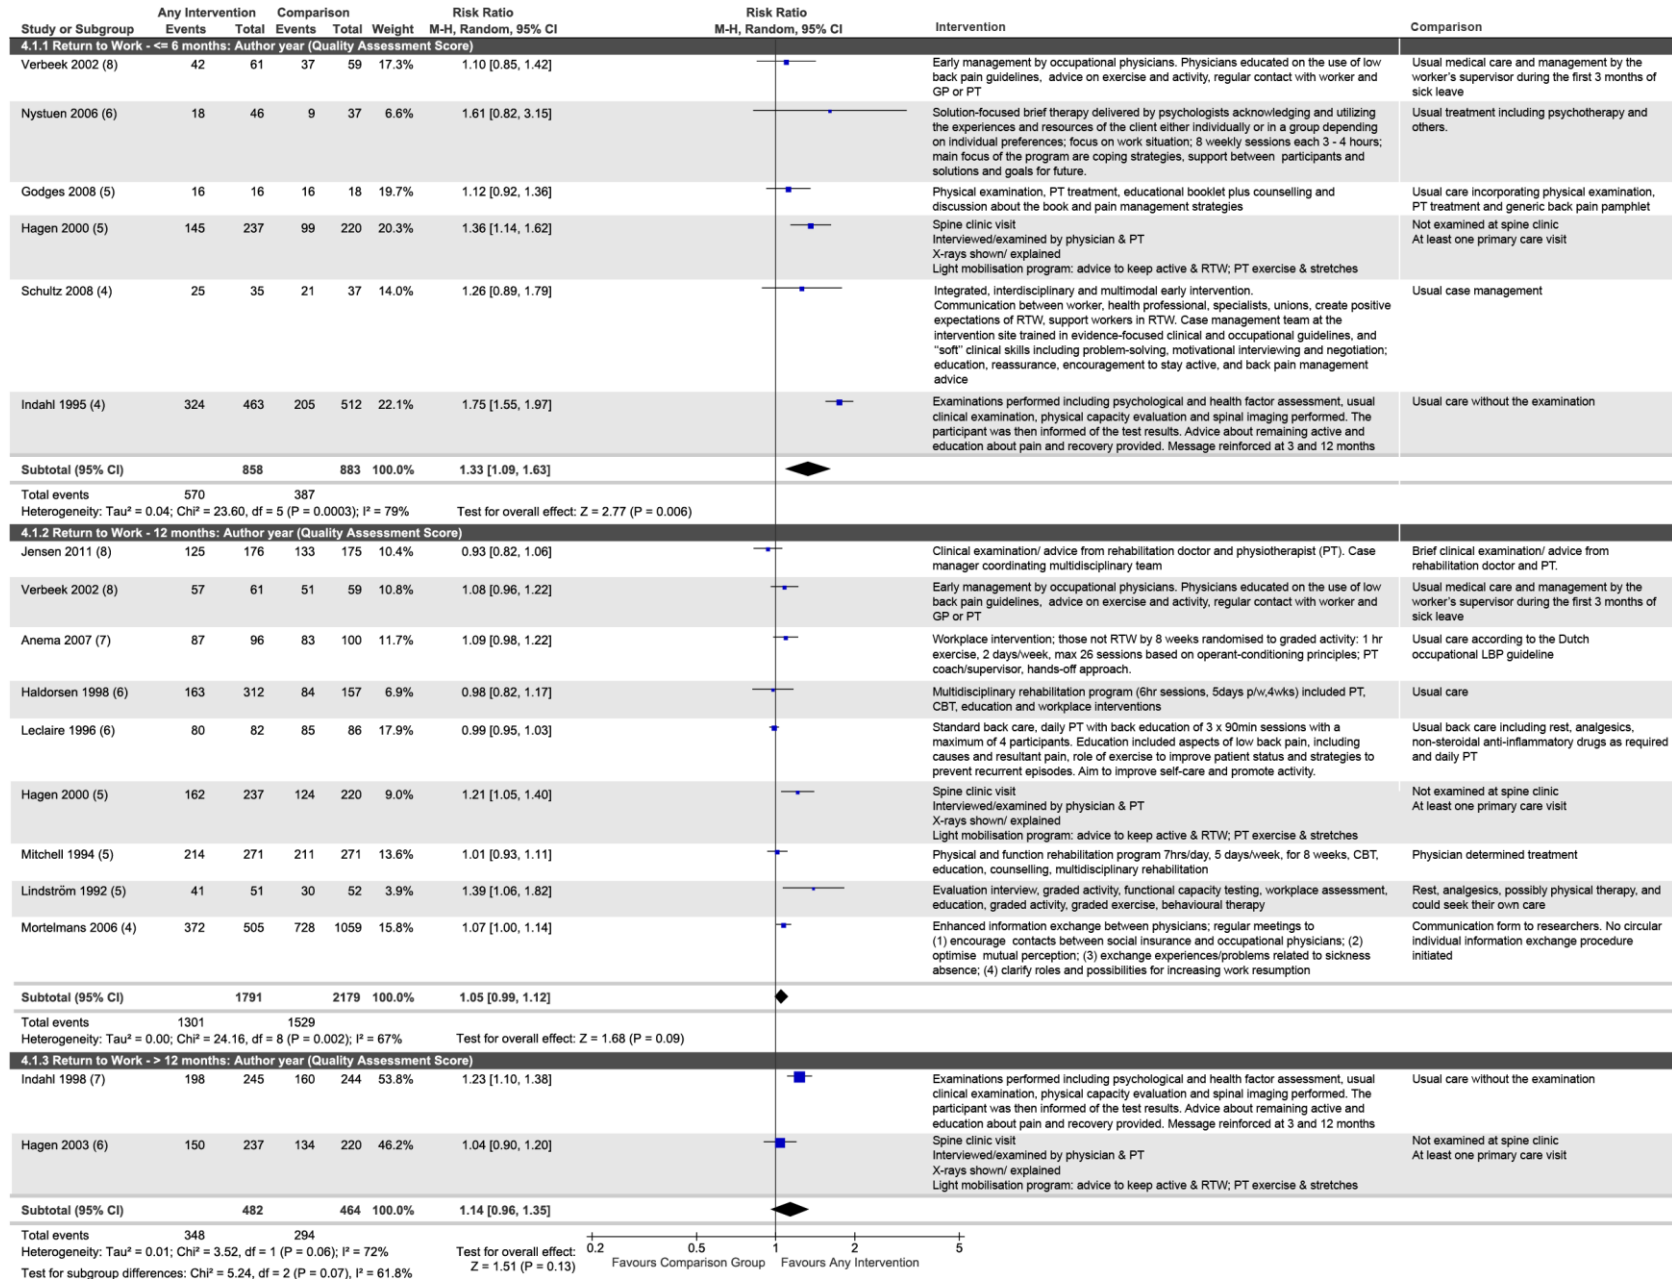 Any Intervention Comparison Risk Ratio Risk Ratio
Study or Subgroup Events Total Events Total Weight M-H, Random, 95% CI M-H, Random, 95% CI Intervention Comparison
4.1.1 Return to Work - <= 6 months: Author year (Quality Assessment Score)
Verbeek 2002 (8) 42 61 37 59 17.3% 1.10 [0.85, 1.42]
Early management by occupational physicians. Physicians educated on the use of low
back pain guidelines, advice on exercise and activity, regular contact with worker and
GP or PT
Usual medical care and management by the
worker's supervisor during the first 3 months of
sick leave
Nystuen 2006 (6) 18 46 9 37 6.6% 1.61 [0.82, 3.15]
Solution-focused brief therapy delivered by psychologists acknowledging and utilizing
the experiences and resources of the client either individually or in a group depending
on individual preferences; focus on work situation; 8 weekly sessions each 3 - 4 hours;
main focus of the program are coping strategies, support between participants and
solutions and goals for future.
Usual treatment including psychotherapy and
others.
Godges 2008 (5) 16 16 16 18 19.7% 1.12 [0.92, 1.36]
Physical examination, PT treatment, educational booklet plus counselling and
discussion about the book and pain management strategies
Usual care incorporating physical examination,
PT treatment and generic back pain pamphlet
Hagen 2000 (5) 145 237 99 220 20.3% 1.36 [1.14, 1.62]
Spine clinic visit
Interviewed/examined by physician & PT
X-rays shown/ explained
Light mobilisation program: advice to keep active & RTW; PT exercise & stretches
Not examined at spine clinic
At least one primary care visit
Schultz 2008 (4) 25 35 21 37 14.0% 1.26 [0.89, 1.79]
Integrated, interdisciplinary and multimodal early intervention.
Communication between worker, health professional, specialists, unions, create positive
expectations of RTW, support workers in RTW. Case management team at the
intervention site trained in evidence-focused clinical and occupational guidelines, and
"soft" clinical skills including problem-solving, motivational interviewing and negotiation;
education, reassurance, encouragement to stay active, and back pain management
advice
Usual case management
Indahl 1995 (4) 324 463 205 512 22.1% 1.75 [1.55, 1.97]
Examinations performed including psychological and health factor assessment, usual
clinical examination, physical capacity evaluation and spinal imaging performed. The
participant was then informed of the test results. Advice about remaining active and
education about pain and recovery provided. Message reinforced at 3 and 12 months
Usual care without the examination
Subtotal (95% CI) 858 883 100.0% 1.33 [1.09, 1.63]
Total events 570 387
Heterogeneity: Tau² = 0.04; Chi² = 23.60, df = 5 (P = 0.0003); I² = 79% Test for overall effect: Z = 2.77 (P = 0.006)
4.1.2 Return to Work - 12 months: Author year (Quality Assessment Score)
Jensen 2011 (8) 125 176 133 175 10.4% 0.93 [0.82, 1.06]
Clinical examination/ advice from rehabilitation doctor and physiotherapist (PT). Case
manager coordinating multidisciplinary team
Brief clinical examination/ advice from
rehabilitation doctor and PT.
Verbeek 2002 (8) 57 61 51 59 10.8% 1.08 [0.96, 1.22]
Early management by occupational physicians. Physicians educated on the use of low
back pain guidelines, advice on exercise and activity, regular contact with worker and
GP or PT
Usual medical care and management by the
worker's supervisor during the first 3 months of
sick leave
Anema 2007 (7) 87 96 83 100 11.7% 1.09 [0.98, 1.22]
Workplace intervention; those not RTW by 8 weeks randomised to graded activity: 1 hr
exercise, 2 days/week, max 26 sessions based on operant-conditioning principles; PT
coach/supervisor, hands-off approach.
Usual care according to the Dutch
occupational LBP guideline
Haldorsen 1998 (6) 163 312 84 157 6.9% 0.98 [0.82, 1.17]
Multidisciplinary rehabilitation program (6hr sessions, 5days p/w,4wks) included PT,
CBT, education and workplace interventions
Usual care
Leclaire 1996 (6) 80 82 85 86 17.9% 0.99 [0.95, 1.03]
Standard back care, daily PT with back education of 3 x 90min sessions with a
maximum of 4 participants. Education included aspects of low back pain, including
causes and resultant pain, role of exercise to improve patient status and strategies to
prevent recurrent episodes. Aim to improve self-care and promote activity.
Usual back care including rest, analgesics,
non-steroidal anti-inflammatory drugs as required
and daily PT
Hagen 2000 (5) 162 237 124 220 9.0% 1.21 [1.05, 1.40]
Spine clinic visit
Interviewed/examined by physician & PT
X-rays shown/ explained
Light mobilisation program: advice to keep active & RTW; PT exercise & stretches
Not examined at spine clinic
At least one primary care visit
Mitchell 1994 (5) 214 271 211 271 13.6% 1.01 [0.93, 1.11]
Physical and function rehabilitation program 7hrs/day, 5 days/week, for 8 weeks, CBT,
education, counselling, multidisciplinary rehabilitation
Physician determined treatment
Lindström 1992 (5) 41 51 30 52 3.9% 1.39 [1.06, 1.82]
Evaluation interview, graded activity, functional capacity testing, workplace assessment,
education, graded activity, graded exercise, behavioural therapy
Rest, analgesics, possibly physical therapy, and
could seek their own care
Mortelmans 2006 (4) 372 505 728 1059 15.8% 1.07 [1.00, 1.14]
Enhanced information exchange between physicians; regular meetings to
(1) encourage contacts between social insurance and occupational physicians; (2)
optimise mutual perception; (3) exchange experiences/problems related to sickness
absence; (4) clarify roles and possibilities for increasing work resumption
Communication form to researchers. No circular
individual information exchange procedure
initiated
Subtotal (95% CI) 1791 2179 100.0% 1.05 [0.99, 1.12]
Total events 1301 1529
Heterogeneity: Tau² = 0.00; Chi² = 24.16, df = 8 (P = 0.002); I² = 67% Test for overall effect: Z = 1.68 (P = 0.09)
4.1.3 Return to Work - > 12 months: Author year (Quality Assessment Score)
Indahl 1998 (7) 198 245 160 244 53.8% 1.23 [1.10, 1.38]
Examinations performed including psychological and health factor assessment, usual
clinical examination, physical capacity evaluation and spinal imaging performed. The
participant was then informed of the test results. Advice about remaining active and
education about pain and recovery provided. Message reinforced at 3 and 12 months
Usual care without the examination
Hagen 2003 (6) 150 237 134 220 46.2% 1.04 [0.90, 1.20]
Spine clinic visit
Interviewed/examined by physician & PT
X-rays shown/ explained
Light mobilisation program: advice to keep active & RTW; PT exercise & stretches
Not examined at spine clinic
At least one primary care visit
Subtotal (95% CI) 482 464 100.0% 1.14 [0.96, 1.35]
Total events 348 294
Heterogeneity: Tau² = 0.01; Chi² = 3.52, df = 1 (P = 0.06); I² = 72% Test for overall effect:
Z = 1.51 (P = 0.13)
Test for subgroup differences: Chi² = 5.24, df = 2 (P = 0.07), I² = 61.8%
0.2 0.5 1 2 5
Favours Comparison Group Favours Any Intervention